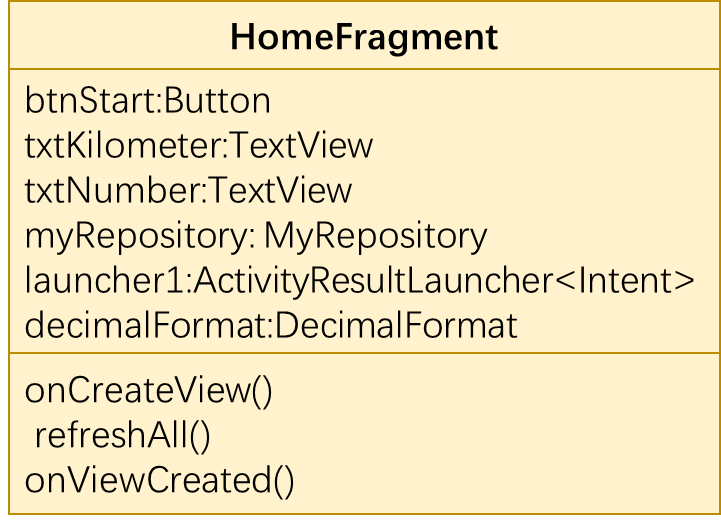 HomeFragment
btnStart:Button
txtKilometer:TextView
txtNumber:TextView
myRepository: MyRepository
launcher1:ActivityResultLauncher<Intent>
decimalFormat:DecimalFormat
onCreateView()
refreshAll()
onViewCreated()